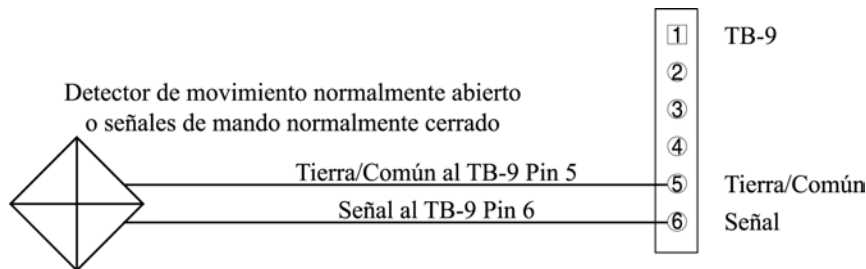 1 TB-9
2
Detector de movimiento normalmente abierto
3
o señales de mando normalmente cerrado
4
Tierra/Común al TB-9 Pin 5
5 Tierra/Común
Señal al TB-9 Pin 6
6 Señal